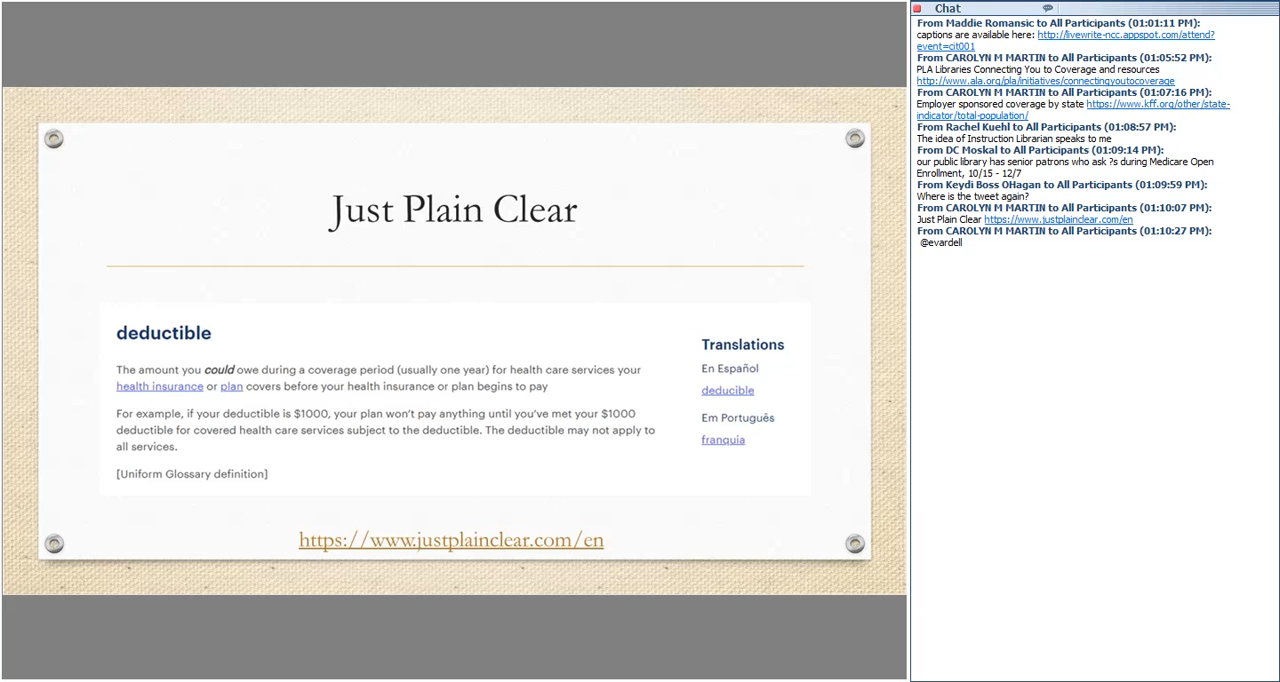 Just Plain Clear
deductible
The amount you could owe during a coverage period (usually one year) for health care services your
health insurance or plan covers before your health insurance or plan begins to pay
For example, if your deductible is $1000, your plan won't pay anything until you've met your $1000
deductible for covered health care services subject to the deductible. The deductible may not apply to
all services.
[Uniform Glossary definition]
Translations
En Español
deducible
Em Português
franquia
https://www.justplainclear.com/en
Chat
From Maddie Romansic to All Participants (01:01:11 PM):
captions are available here: http://livewrite-ncc.appspot.com/attend?
event=cit001
From CAROLYN M MARTIN to All Participants (01:05:52 PM):
PLA Libraries Connecting You to Coverage and resources
http://www.ala.org/pla/initiatives/connectingyoutocoverage
From CAROLYN M MARTIN to All Participants (01:07:16 PM):
Employer sponsored coverage by state https://www.kff.org/other/state-
indicator/total-population/
From Rachel Kuehl to All Participants (01:08:57 PM):
The idea of Instruction Librarian speaks to me
From DC Moskal to All Participants (01:09:14 PM):
our public library has senior patrons who ask ?s during Medicare Open
Enrollment, 10/15 - 12/7
From Keydi Boss OHagan to All Participants (01:09:59 PM):
Where is the tweet again?
From CAROLYN M MARTIN to All Participants (01:10:07 PM):
Just Plain Clear https://www.justplainclear.com/en
From CAROLYN M MARTIN to All Participants (01:10:27 PM):
@evardell